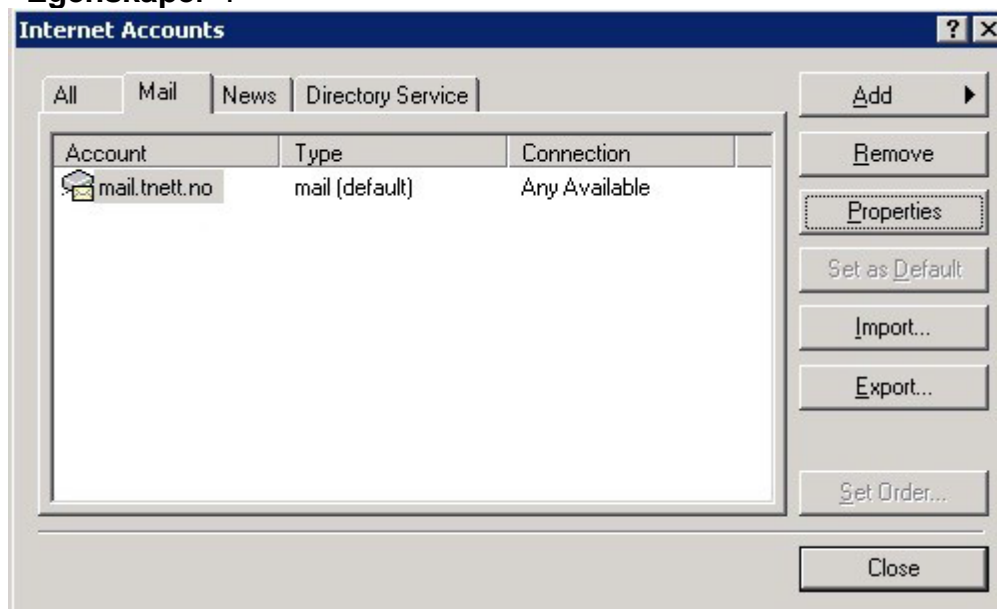 "Egenskaper".
Internet Accounts
All Mail News Directory Service
Account Type Connection
mail.tnett.no mail (default) Any Available
Add
Remove
Properties
Set as Default
Import...
Export...
Set Order...
Close